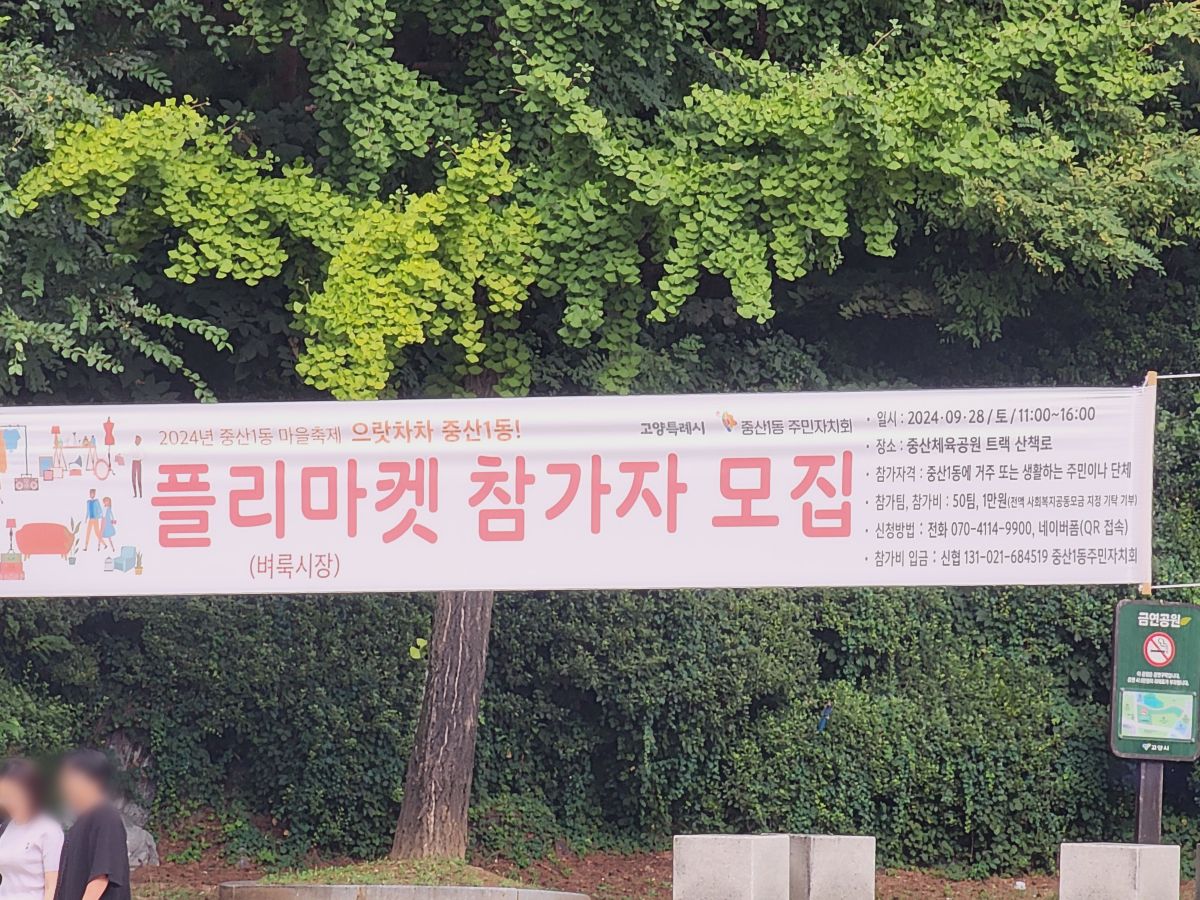 2024년 중산1동 마을축제 으랏차차 중산1동!
고양특례시 중산1동 주민자치회
플리마켓 참가자 모집
(벼룩시장)
· 일시 : 2024·09·28 / 토 / 11:00~16:00
· 장소 : 중산체육공원 트랙 산책로
· 참가자격 : 중산1동에 거주 또는 생활하는 주민이나 단체
· 참가팀, 참가비 : 50팀, 1만원(전액 사회복지공동모금 지정 기탁 기부)
· 신청방법 : 전화 070-4114-9900, 네이버폼(QR 접속)
· 참가비 입금 : 신협 131-021-684519 중산1동주민자치회
금연공원
고양시